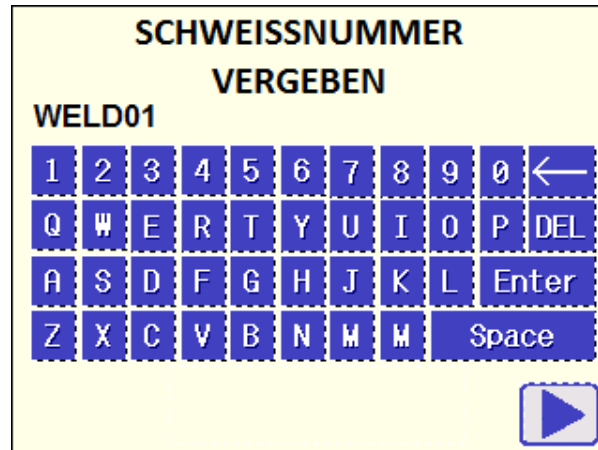 SCHWEISSNUMMER
VERGEBEN
WELD01
1 2 3 4 5 6 7 8 9 0 ←
Q W E R T Y U I O P DEL
A S D F G H J K L Enter
Z X C V B N M M Space